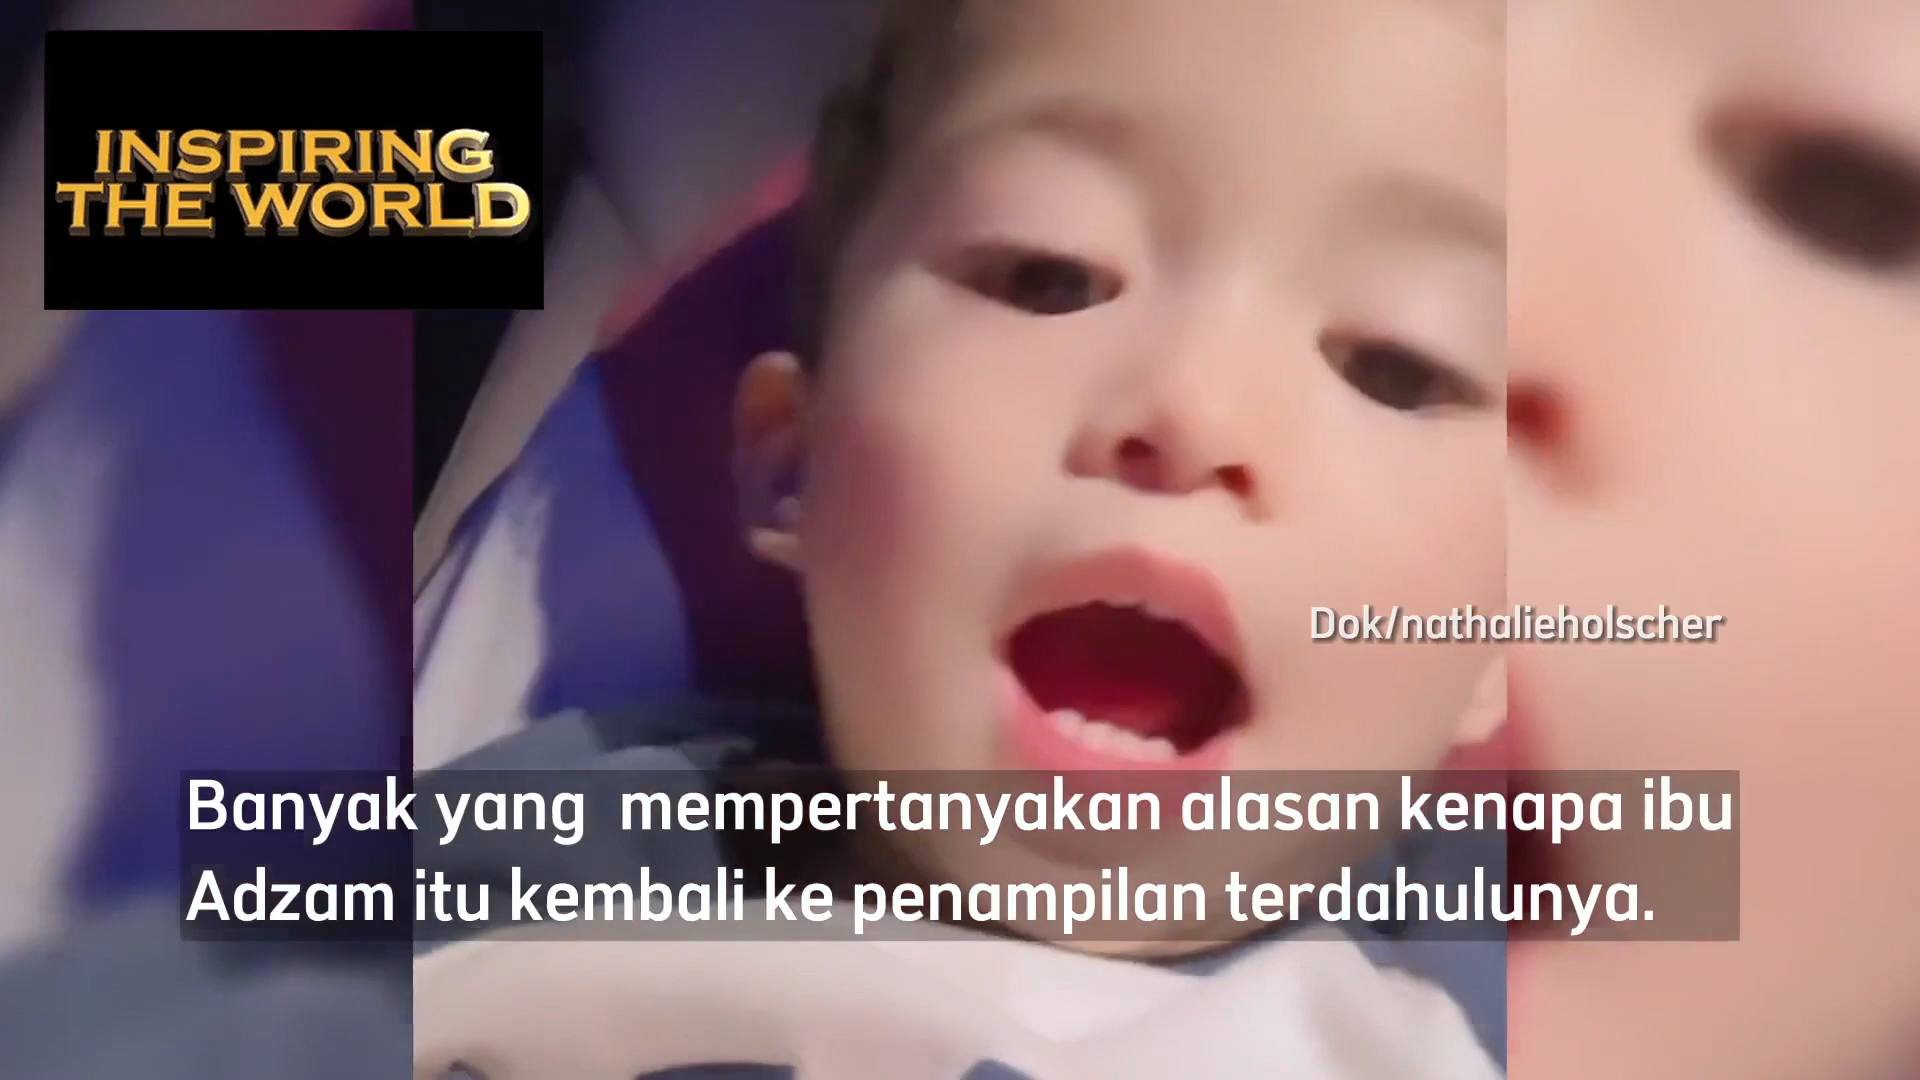 INSPIRING
THE WORLD
Dok/nathalieholscher
Banyak yang  mempertanyakan alasan kenapa ibu
Adzam itu kembali ke penampilan terdahulunya.